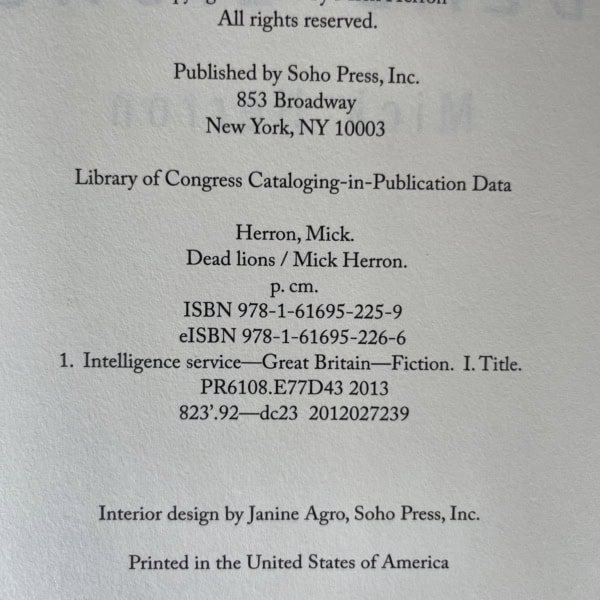 All rights reserved.
Published by Soho Press, Inc.
853 Broadway
New York, NY 10003
Library of Congress Cataloging-in-Publication Data
Herron, Mick.
Dead lions / Mick Herron.
p. cm.
ISBN 978-1-61695-225-9
eISBN 978-1-61695-226-6
1. Intelligence service—Great Britain—Fiction. I. Title.
PR6108.E77D43 2013
823'.92—dc23 2012027239
Interior design by Janine Agro, Soho Press, Inc.
Printed in the United States of America